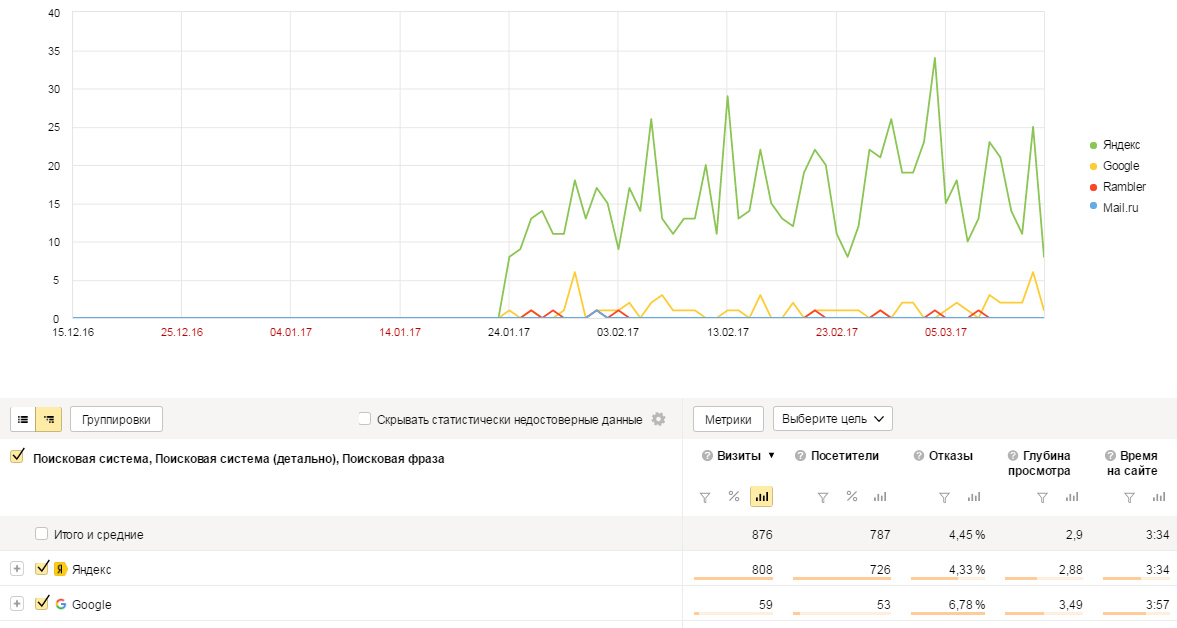 40
35
30
25
20
15
10
5
0
15.12.16 25.12.16 04.01.17 14.01.17 24.01.17 03.02.17 13.02.17 23.02.17 05.03.17
Яндекс
Google
Rambler
Mail.ru
Группировки Скрывать статистически недостоверные данные Метрики Выберите цель
Поисковая система, Поисковая система (детально), Поисковая фраза ? Визиты ▼ ? Посетители ? Отказы ? Глубина просмотра ? Время на сайте
% %
Итого и средние 876 787 4,45 % 2,9 3:34
+ Я Яндекс 808 726 4,33 % 2,88 3:34
+ G Google 59 53 6,78 % 3,49 3:57